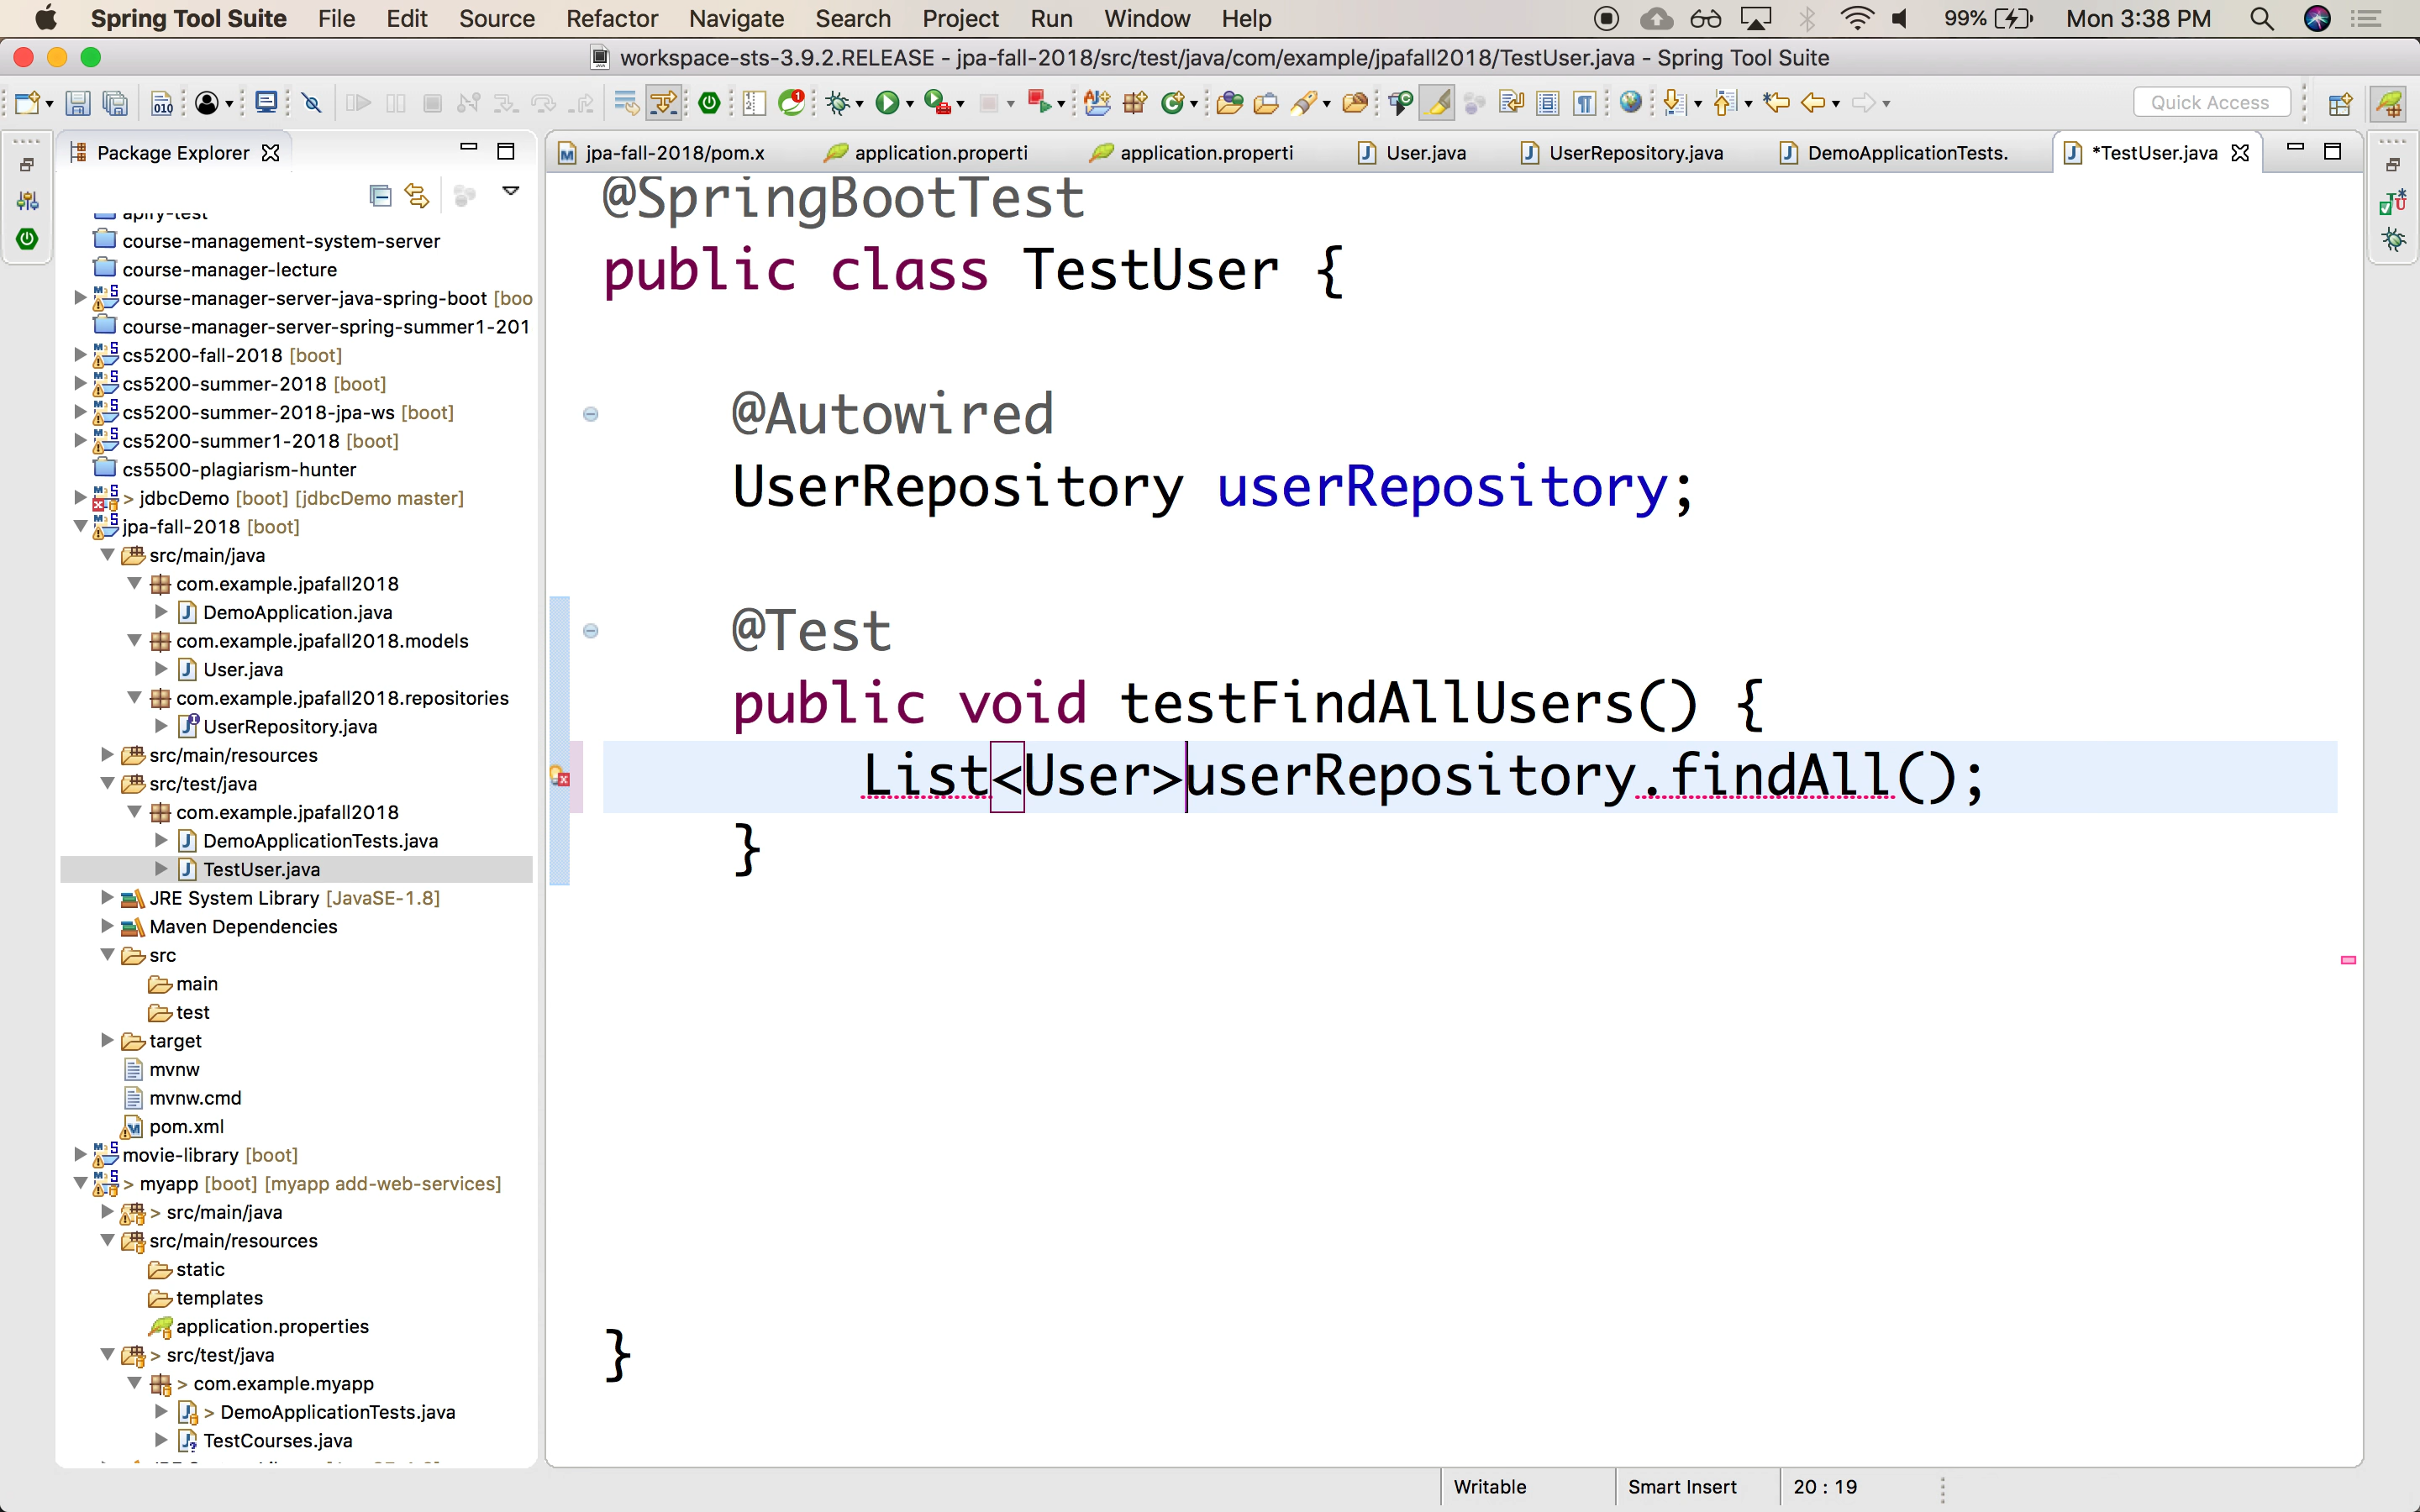 Spring Tool Suite File Edit Source Refactor Navigate Search Project Run Window Help 99% Mon 3:38 PM
workspace-sts-3.9.2.RELEASE - jpa-fall-2018/src/test/java/com/example/jpafall2018/TestUser.java - Spring Tool Suite
Quick Access
Package Explorer
jpa-fall-2018/pom.x application.properti application.properti User.java UserRepository.java DemoApplicationTests. *TestUser.java
apify-test
course-management-system-server
course-manager-lecture
course-manager-server-java-spring-boot [boo
course-manager-server-spring-summer1-201
cs5200-fall-2018 [boot]
cs5200-summer-2018 [boot]
cs5200-summer-2018-jpa-ws [boot]
cs5200-summer1-2018 [boot]
cs5500-plagiarism-hunter
> jdbcDemo [boot] [jdbcDemo master]
jpa-fall-2018 [boot]
src/main/java
com.example.jpafall2018
DemoApplication.java
com.example.jpafall2018.models
User.java
com.example.jpafall2018.repositories
UserRepository.java
src/main/resources
src/test/java
com.example.jpafall2018
DemoApplicationTests.java
TestUser.java
JRE System Library [JavaSE-1.8]
Maven Dependencies
src
main
test
target
mvnw
mvnw.cmd
pom.xml
movie-library [boot]
> myapp [boot] [myapp add-web-services]
> src/main/java
src/main/resources
static
templates
application.properties
> src/test/java
> com.example.myapp
> DemoApplicationTests.java
TestCourses.java
@SpringBootTest
public class TestUser {
@Autowired
UserRepository userRepository;
@Test
public void testFindAllUsers() {
List<User>userRepository.findAll();
}
}
Writable Smart Insert 20 : 19